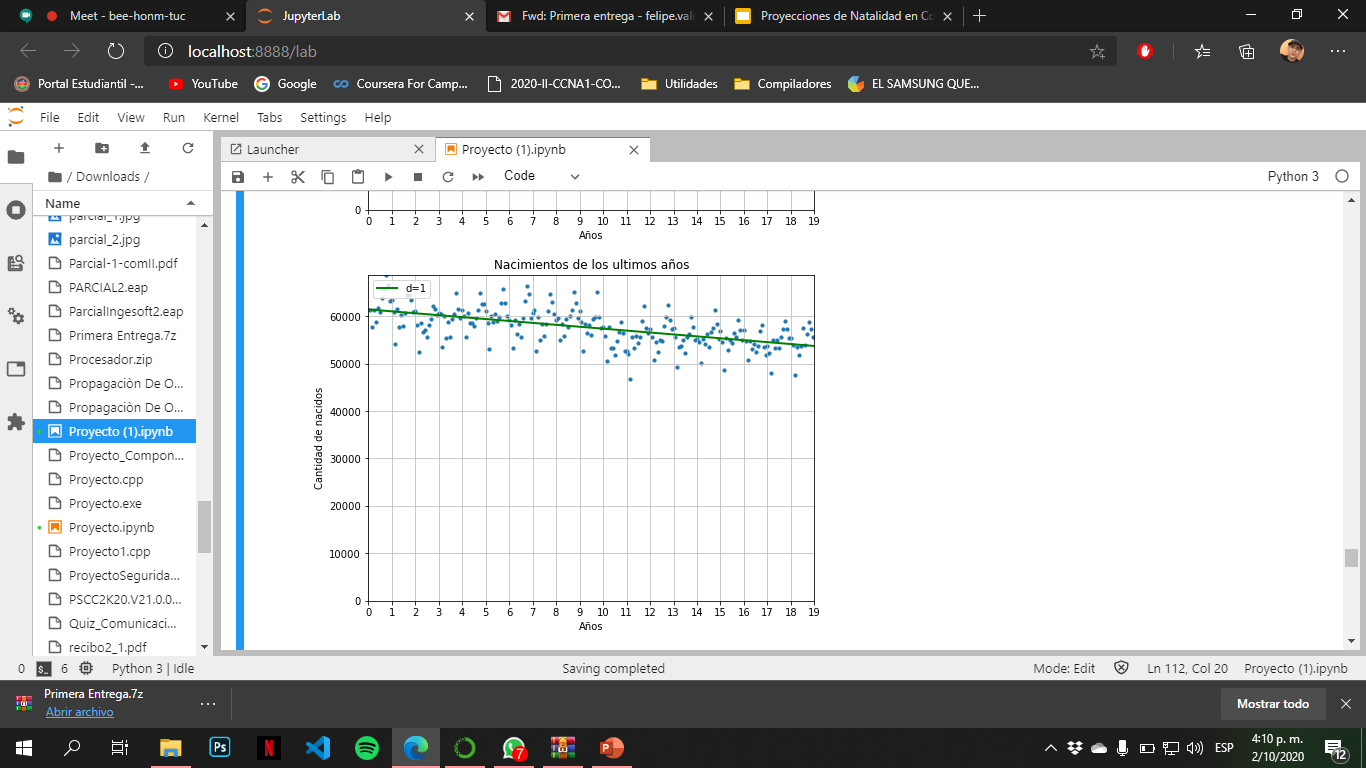 Meet - bee-honm-tuc
JupyterLab
Fwd: Primera entrega - felipe.val
Proyecciones de Natalidad en Co
localhost:8888/lab
Portal Estudiantil -...
YouTube
Google
Coursera For Camp...
2020-II-CCNA1-CO...
Utilidades
Compiladores
EL SAMSUNG QUE...
File Edit View Run Kernel Tabs Settings Help
Launcher
Proyecto (1).ipynb
/ Downloads /
Code
Python 3
Name
parcial_1.jpg
parcial_2.jpg
Parcial-1-comII.pdf
PARCIAL2.eap
ParcialIngesoft2.eap
Primera Entrega.7z
Procesador.zip
Propagaciòn De O...
Propagaciòn De O...
Proyecto (1).ipynb
Proyecto_Compon...
Proyecto.cpp
Proyecto.exe
Proyecto.ipynb
Proyecto1.cpp
ProyectoSegurida...
PSCC2K20.V21.0.0...
Quiz_Comunicaci...
recibo2_1.pdf
0
0 1 2 3 4 5 6 7 8 9 10 11 12 13 14 15 16 17 18 19
Años
Nacimientos de los ultimos años
d=1
60000
50000
40000
30000
20000
10000
0
Cantidad de nacidos
0 1 2 3 4 5 6 7 8 9 10 11 12 13 14 15 16 17 18 19
Años
0 $_ 6 Python 3 | Idle
Saving completed
Mode: Edit
Ln 112, Col 20
Proyecto (1).ipynb
Primera Entrega.7z
Abrir archivo
Mostrar todo
Ps
N
7
P
ESP
4:10 p. m.
2/10/2020
12